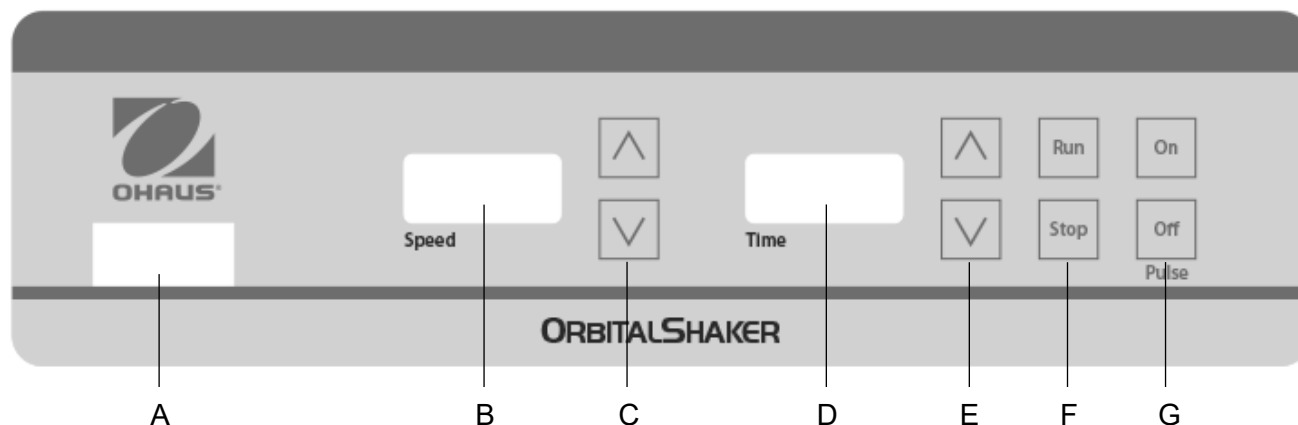 OHAUS®
Speed
Time
Run
On
Stop
Off
Pulse
ORBITALSHAKER
A B C D E F G